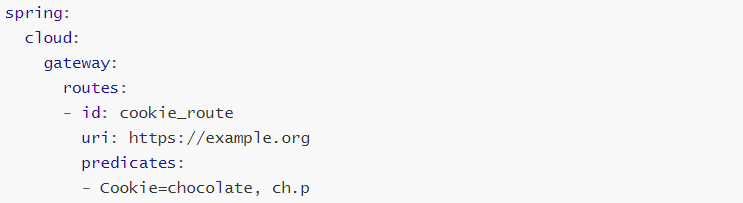 spring:
  cloud:
    gateway:
      routes:
      - id: cookie_route
        uri: https://example.org
        predicates:
        - Cookie=chocolate, ch.p